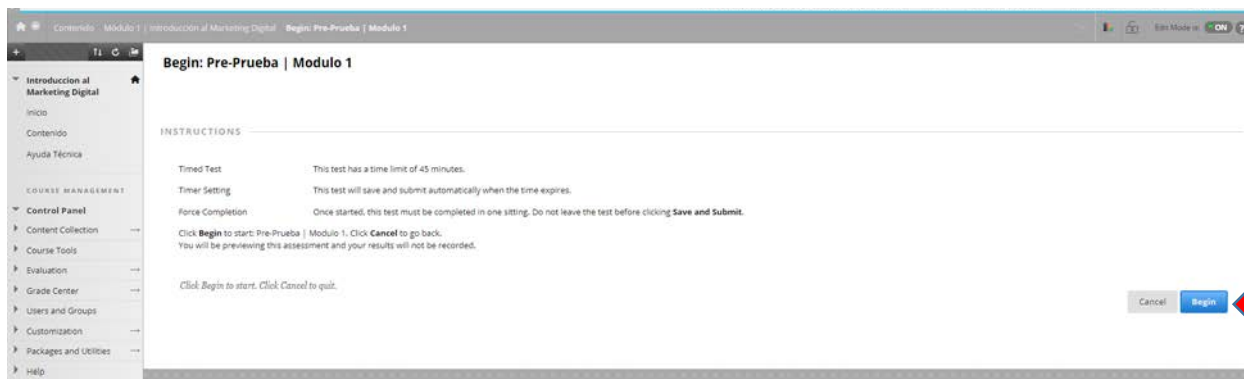 Contenido Módulo 1 | Introducción al Marketing Digital Begin: Pre-Prueba | Modulo 1
Edit Mode is: ON ?
Introduccion al
Marketing Digital
Inicio
Contenido
Ayuda Técnica
COURSE MANAGEMENT
Control Panel
Content Collection
Course Tools
Evaluation
Grade Center
Users and Groups
Customization
Packages and Utilities
Help
Begin: Pre-Prueba | Modulo 1
INSTRUCTIONS
Timed Test This test has a time limit of 45 minutes.
Timer Setting This test will save and submit automatically when the time expires.
Force Completion Once started, this test must be completed in one sitting. Do not leave the test before clicking Save and Submit.
Click Begin to start: Pre-Prueba | Modulo 1. Click Cancel to go back.
You will be previewing this assessment and your results will not be recorded.
Click Begin to start. Click Cancel to quit.
Cancel Begin